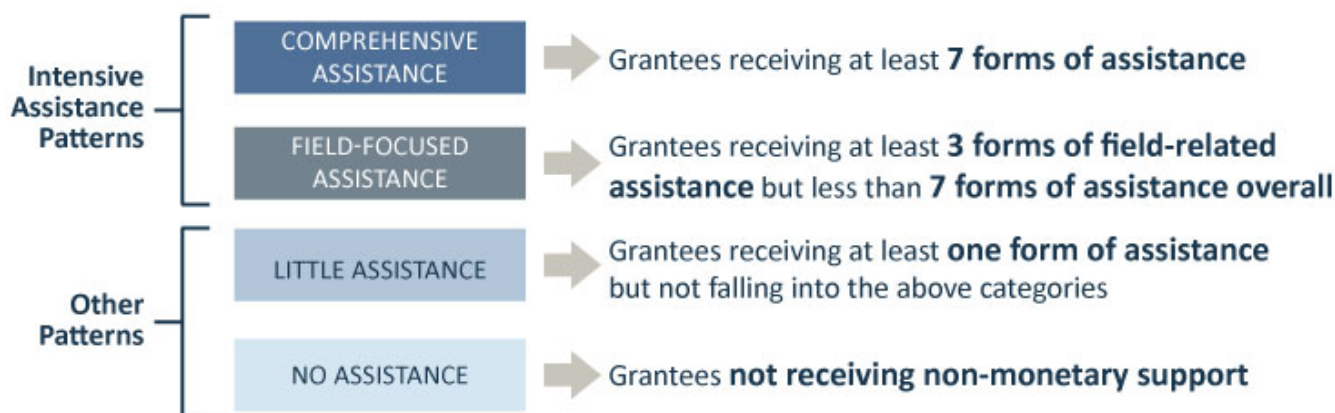 Intensive
Assistance
Patterns
COMPREHENSIVE
ASSISTANCE
Grantees receiving at least 7 forms of assistance
FIELD-FOCUSED
ASSISTANCE
Grantees receiving at least 3 forms of field-related
assistance but less than 7 forms of assistance overall
Other
Patterns
LITTLE ASSISTANCE
Grantees receiving at least one form of assistance
but not falling into the above categories
NO ASSISTANCE
Grantees not receiving non-monetary support